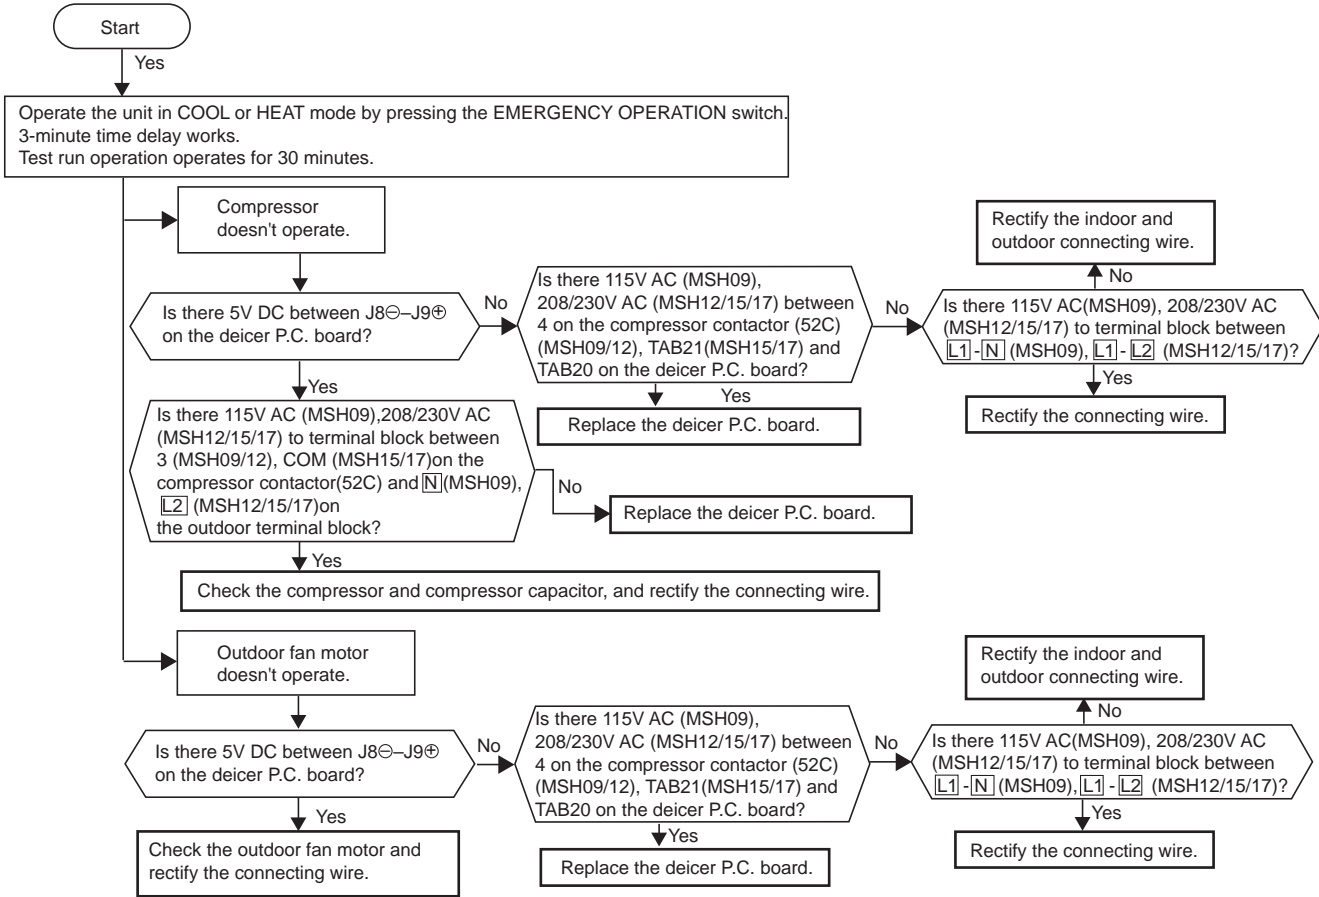 Start
Yes
Operate the unit in COOL or HEAT mode by pressing the EMERGENCY OPERATION switch.
3-minute time delay works.
Test run operation operates for 30 minutes.
Compressor
doesn't operate.
Is there 5V DC between J8⊖–J9⊕
on the deicer P.C. board?
No
Is there 115V AC (MSH09),
208/230V AC (MSH12/15/17) between
4 on the compressor contactor (52C)
(MSH09/12), TAB21(MSH15/17) and
TAB20 on the deicer P.C. board?
No
Is there 115V AC(MSH09), 208/230V AC
(MSH12/15/17) to terminal block between
L1 - N (MSH09), L1 - L2 (MSH12/15/17)?
No
Rectify the indoor and
outdoor connecting wire.
Yes
Rectify the connecting wire.
Yes
Replace the deicer P.C. board.
Yes
Is there 115V AC (MSH09),208/230V AC
(MSH12/15/17) to terminal block between
3 (MSH09/12), COM (MSH15/17)on the
compressor contactor(52C) and N(MSH09),
L2 (MSH12/15/17)on
the outdoor terminal block?
No
Replace the deicer P.C. board.
Yes
Check the compressor and compressor capacitor, and rectify the connecting wire.
Outdoor fan motor
doesn't operate.
Is there 5V DC between J8⊖–J9⊕
on the deicer P.C. board?
No
Is there 115V AC (MSH09),
208/230V AC (MSH12/15/17) between
4 on the compressor contactor (52C)
(MSH09/12), TAB21(MSH15/17) and
TAB20 on the deicer P.C. board?
No
Is there 115V AC(MSH09), 208/230V AC
(MSH12/15/17) to terminal block between
L1 - N (MSH09), L1 - L2 (MSH12/15/17)?
No
Rectify the indoor and
outdoor connecting wire.
Yes
Rectify the connecting wire.
Yes
Replace the deicer P.C. board.
Yes
Check the outdoor fan motor and
rectify the connecting wire.